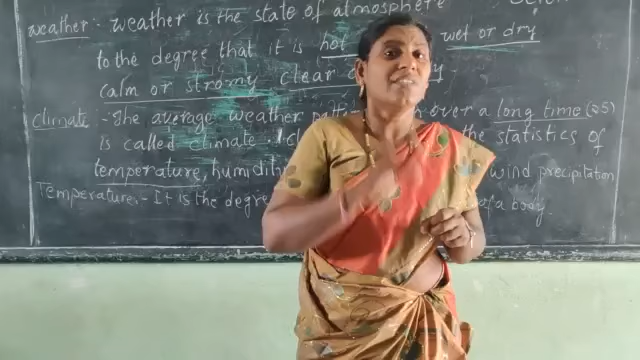 weather:- weather is the state of atmosphere
to the degree that it is hot wet or dry
calm or stromy clear
Climate :- The average weather over a long time (25)
is called climate. the statistics of
temperature, wind precipitation
Temperature:- It is the degree of a body